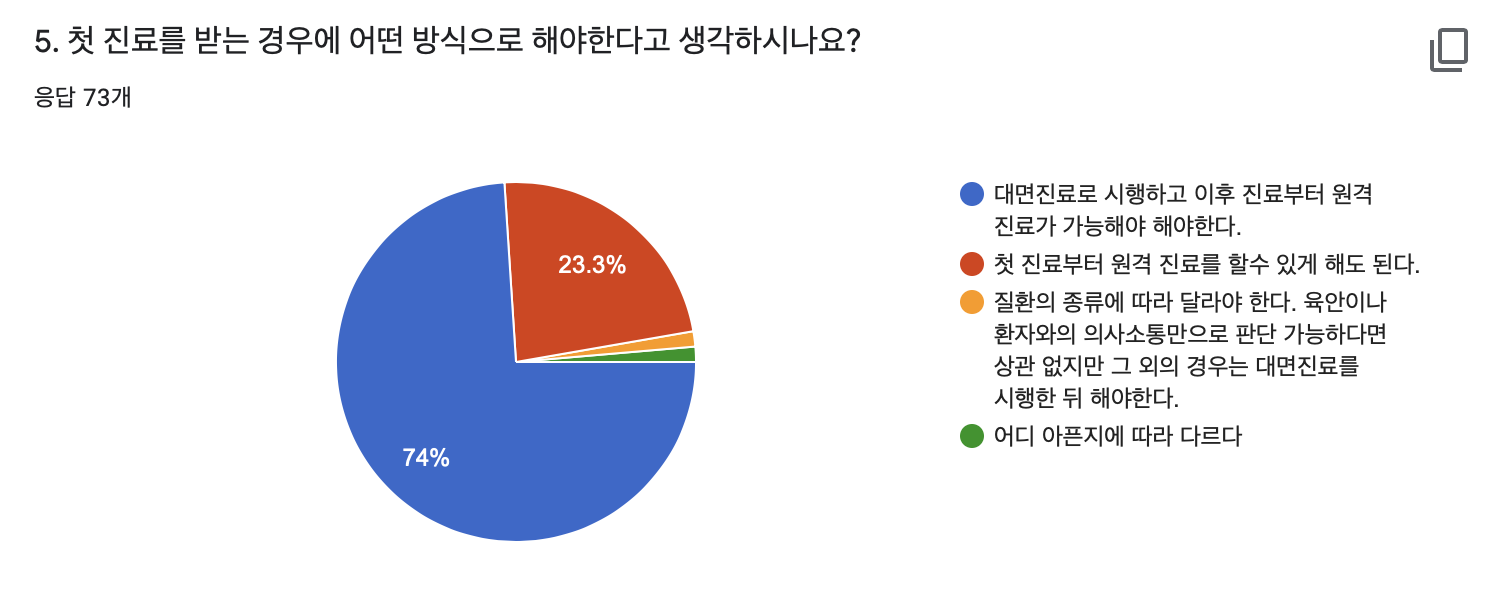 5. 첫 진료를 받는 경우에 어떤 방식으로 해야한다고 생각하시나요?
응답 73개
23.3%
74%
대면진료로 시행하고 이후 진료부터 원격
진료가 가능해야 해야한다.
첫 진료부터 원격 진료를 할수 있게 해도 된다.
질환의 종류에 따라 달라야 한다. 육안이나
환자와의 의사소통만으로 판단 가능하다면
상관 없지만 그 외의 경우는 대면진료를
시행한 뒤 해야한다.
어디 아픈지에 따라 다르다